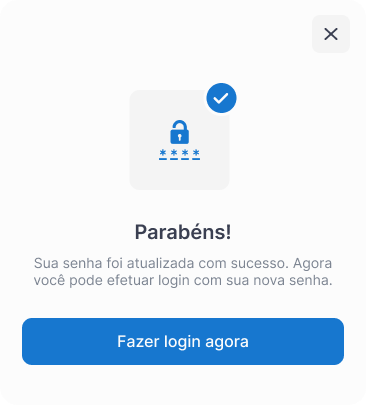 * * * *
Parabéns!
Sua senha foi atualizada com sucesso. Agora
você pode efetuar login com sua nova senha.
Fazer login agora